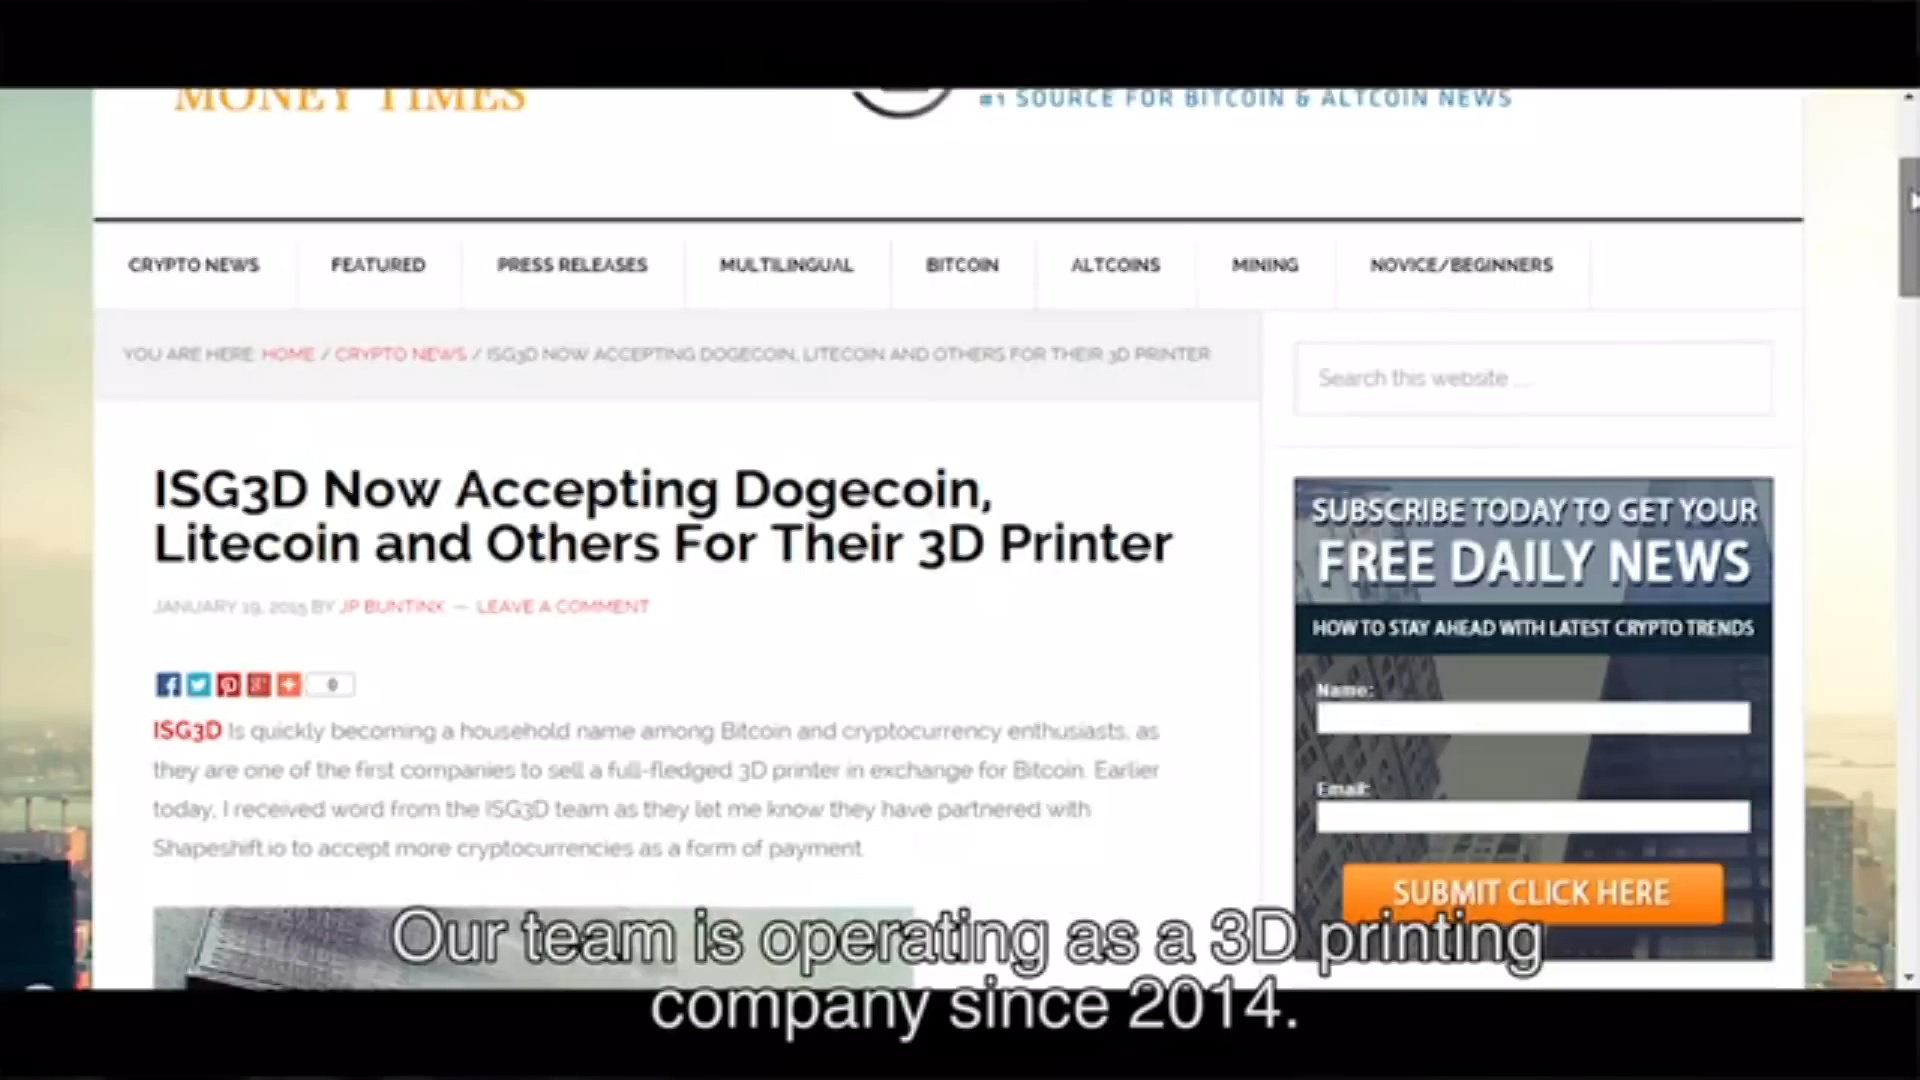 MONEY TIMES
#1 SOURCE FOR BITCOIN & ALTCOIN NEWS
CRYPTO NEWS
FEATURED
PRESS RELEASES
MULTILINGUAL
BITCOIN
ALTCOINS
MINING
NOVICE/BEGINNERS
YOU ARE HERE: HOME / CRYPTO NEWS / ISG3D NOW ACCEPTING DOGECOIN, LITECOIN AND OTHERS FOR THEIR 3D PRINTER
Search this website ...
ISG3D Now Accepting Dogecoin,
Litecoin and Others For Their 3D Printer
JANUARY 19, 2015 BY JP BUNTINX — LEAVE A COMMENT
0
ISG3D Is quickly becoming a household name among Bitcoin and cryptocurrency enthusiasts, as
they are one of the first companies to sell a full-fledged 3D printer in exchange for Bitcoin. Earlier
today, I received word from the ISG3D team as they let me know they have partnered with
Shapeshift.io to accept more cryptocurrencies as a form of payment.
SUBSCRIBE TODAY TO GET YOUR
FREE DAILY NEWS
HOW TO STAY AHEAD WITH LATEST CRYPTO TRENDS
Name:
Email:
SUBMIT CLICK HERE
Our team is operating as a 3D printing
company since 2014.